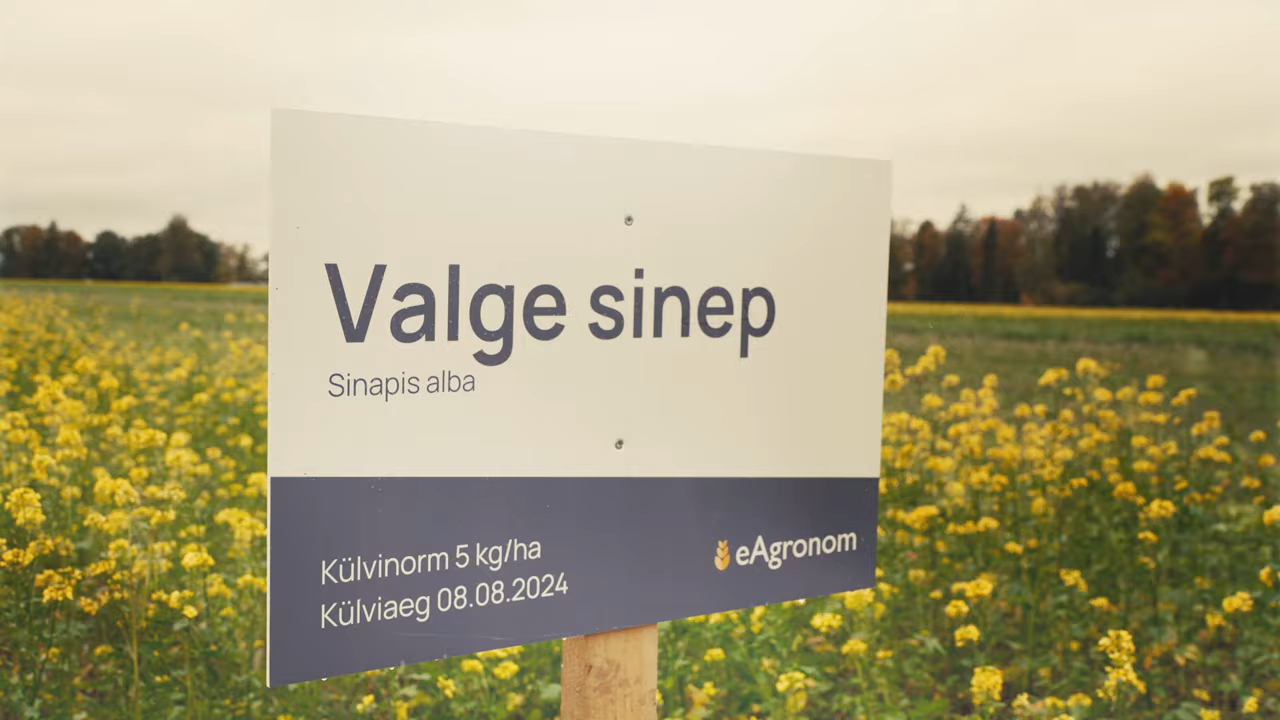 Valge sinep
Sinapis alba
Külvinorm 5 kg/ha
Külviaeg 08.08.2024
eAgronom